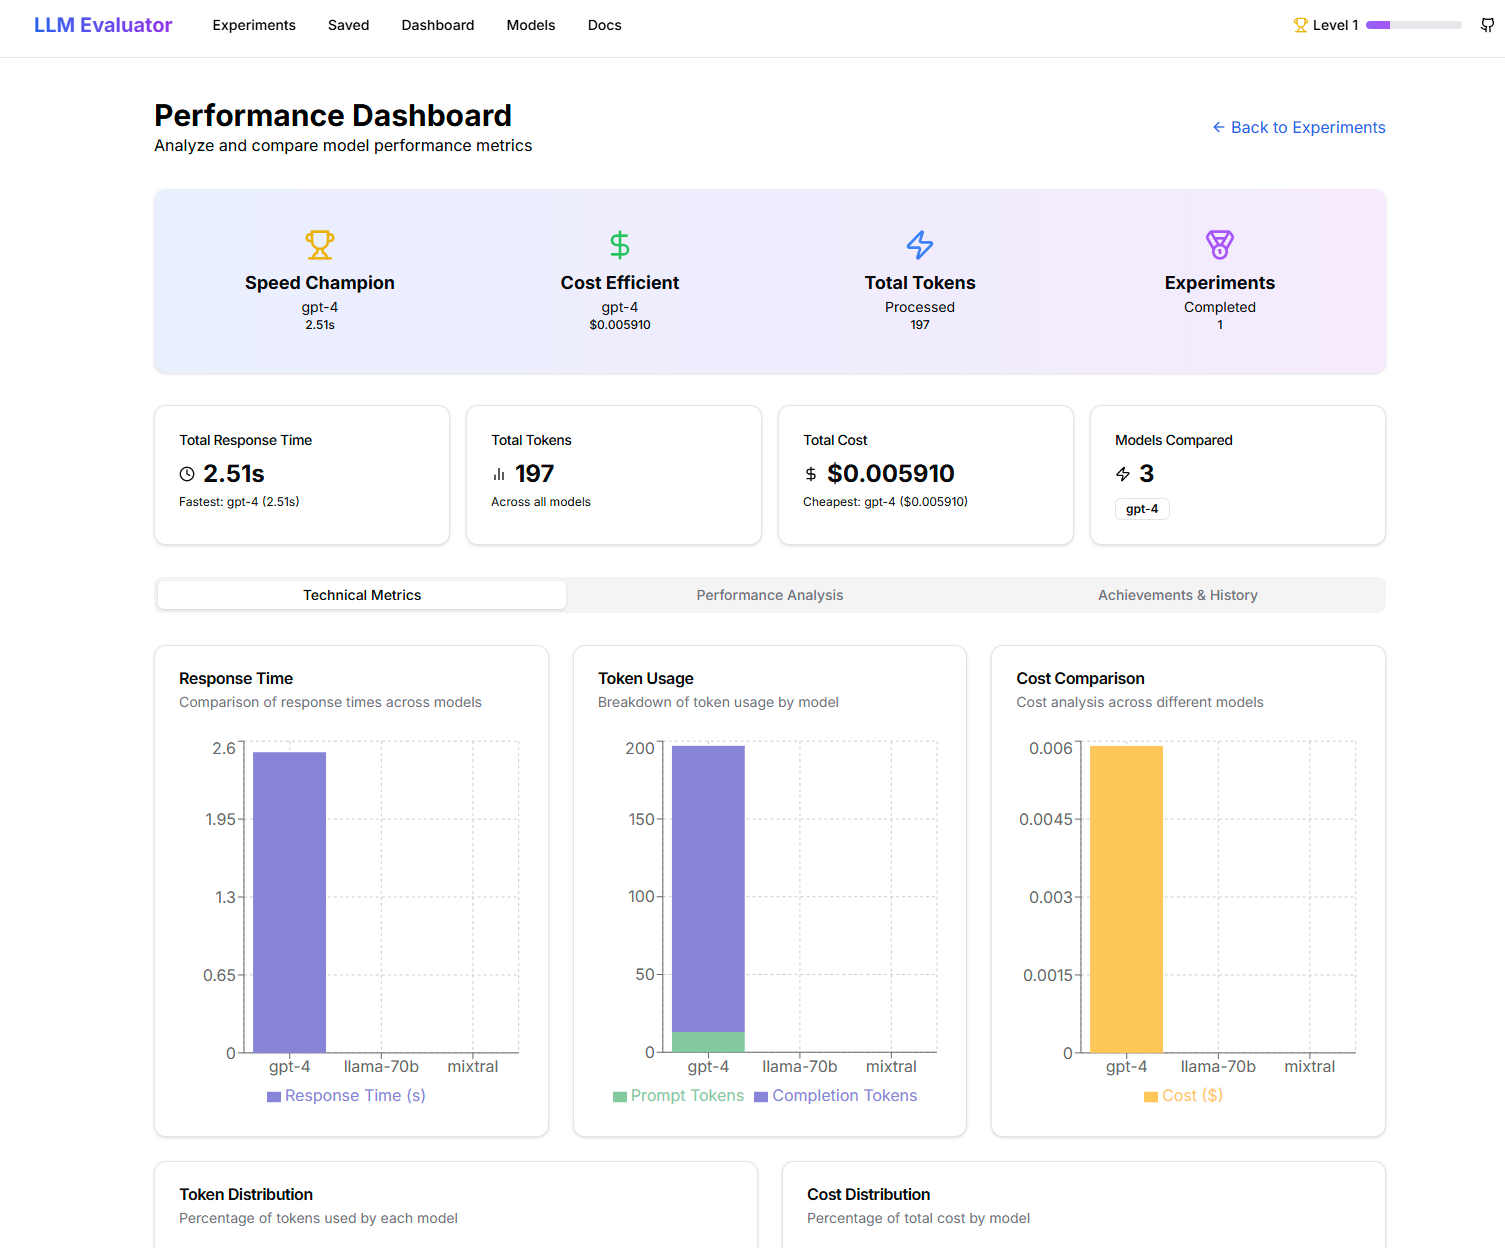 LLM Evaluator
Experiments
Saved
Dashboard
Models
Docs
Level 1
Performance Dashboard
Analyze and compare model performance metrics
← Back to Experiments
Speed Champion
gpt-4
2.51s
Cost Efficient
gpt-4
$0.005910
Total Tokens
Processed
197
Experiments
Completed
1
Total Response Time
2.51s
Fastest: gpt-4 (2.51s)
Total Tokens
197
Across all models
Total Cost
$ $0.005910
Cheapest: gpt-4 ($0.005910)
Models Compared
3
gpt-4
Technical Metrics
Performance Analysis
Achievements & History
Response Time
Comparison of response times across models
2.6
1.95
1.3
0.65
0
gpt-4 llama-70b mixtral
Response Time (s)
Token Usage
Breakdown of token usage by model
200
150
100
50
0
gpt-4 llama-70b mixtral
Prompt Tokens Completion Tokens
Cost Comparison
Cost analysis across different models
0.006
0.0045
0.003
0.0015
0
gpt-4 llama-70b mixtral
Cost ($)
Token Distribution
Percentage of tokens used by each model
Cost Distribution
Percentage of total cost by model